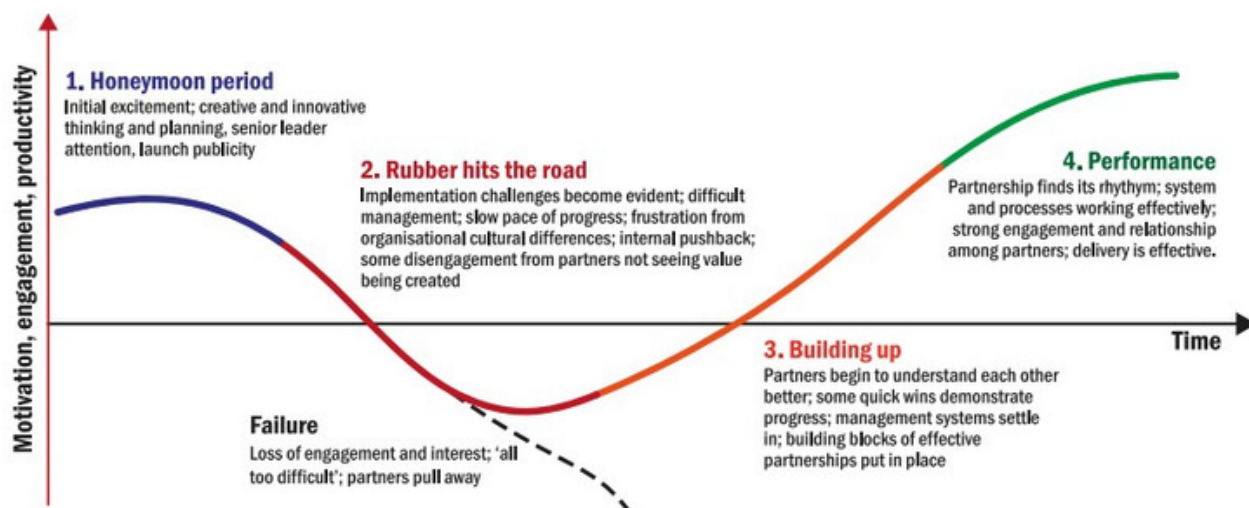 Motivation, engagement, productivity
1. Honeymoon period
Initial excitement; creative and innovative
thinking and planning, senior leader
attention, launch publicity
2. Rubber hits the road
Implementation challenges become evident; difficult
management; slow pace of progress; frustration from
organisational cultural differences; internal pushback;
some disengagement from partners not seeing value
being created
4. Performance
Partnership finds its rhythym; system
and processes working effectively;
strong engagement and relationship
among partners; delivery is effective.
Time
3. Building up
Partners begin to understand each other
better; some quick wins demonstrate
progress; management systems settle
in; building blocks of effective
partnerships put in place
Failure
Loss of engagement and interest; ‘all
too difficult’; partners pull away